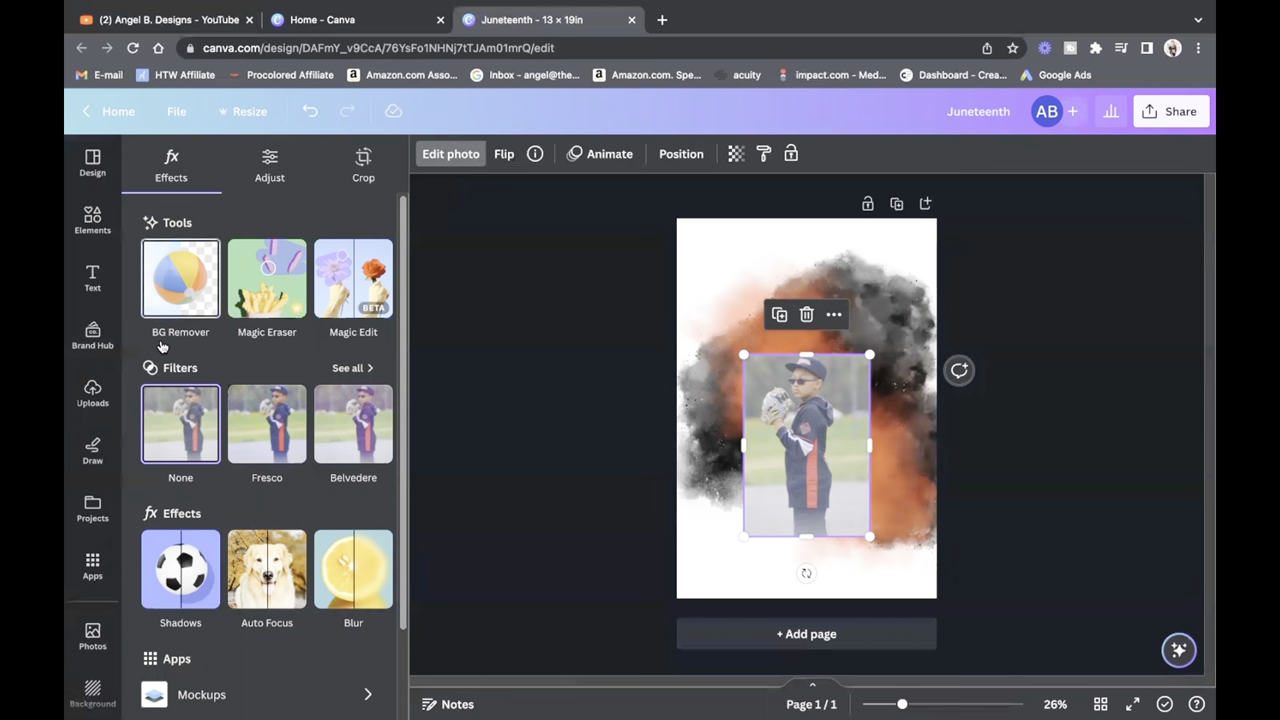 (2) Angel B. Designs - YouTube
Home - Canva
Juneteenth - 13 × 19in
canva.com/design/DAFmY_v9CcA/76YsFo1NHNj7tTJAm01mrQ/edit
E-mail
HTW Affiliate
Procolored Affiliate
Amazon.com Asso...
Inbox - angel@the...
Amazon.com. Spe...
acuity
impact.com - Med...
Dashboard - Crea...
Google Ads
Home
File
Resize
Juneteenth
AB
Share
Design
Elements
Text
Brand Hub
Uploads
Draw
Projects
Apps
Photos
Background
Effects
Adjust
Crop
Tools
BETA
BG Remover
Magic Eraser
Magic Edit
Filters
See all
None
Fresco
Belvedere
fx Effects
Shadows
Auto Focus
Blur
Apps
Mockups
Edit photo
Flip
Animate
Position
+ Add page
Notes
Page 1 / 1
26%